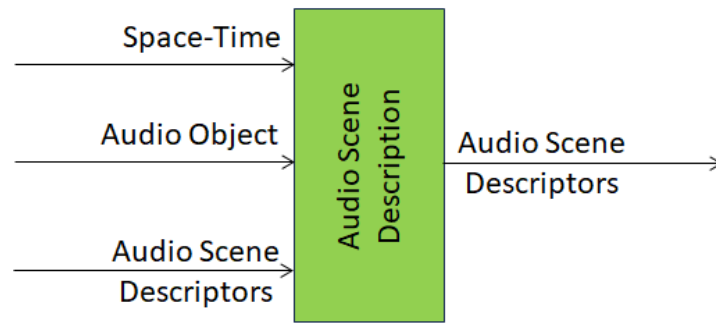 Space-Time
Audio Object
Audio Scene
Descriptors
Audio Scene
Description
Audio Scene
Descriptors